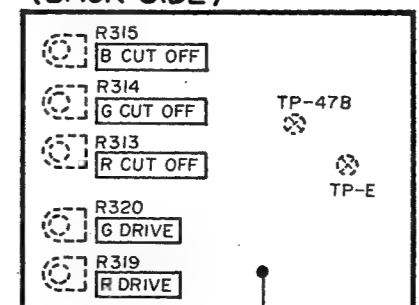 (BACK SIDE)
R315
B CUT OFF
R314
G CUT OFF
TP-47B
R313
R CUT OFF
TP-E
R320
G DRIVE
R319
R DRIVE